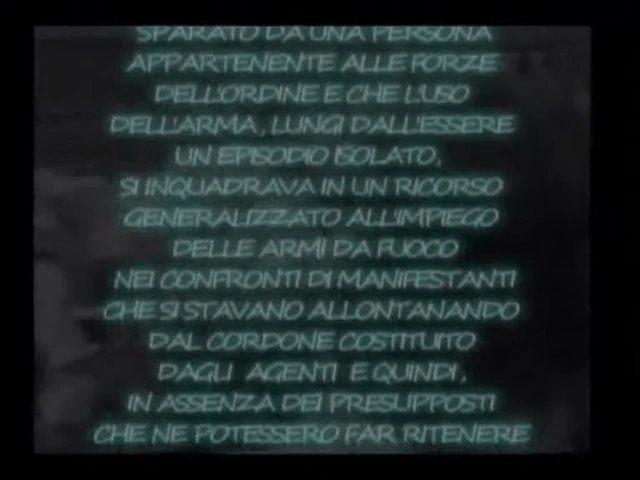 SPARATO DA UNA PERSONA
APPARTENENTE ALLE FORZE
DELL'ORDINE E CHE L'USO
DELL'ARMA, LUNGI DALL'ESSERE
UN EPISODIO ISOLATO,
SI INQUADRAVA IN UN RICORSO
GENERALIZZATO ALL'IMPIEGO
DELLE ARMI DA FUOCO
NEI CONFRONTI DI MANIFESTANTI
CHE SI STAVANO ALLONTANANDO
DAL CORDONE COSTITUITO
DAGLI AGENTI E QUINDI,
IN ASSENZA DEI PRESUPPOSTI
CHE NE POTESSERO FAR RITENERE